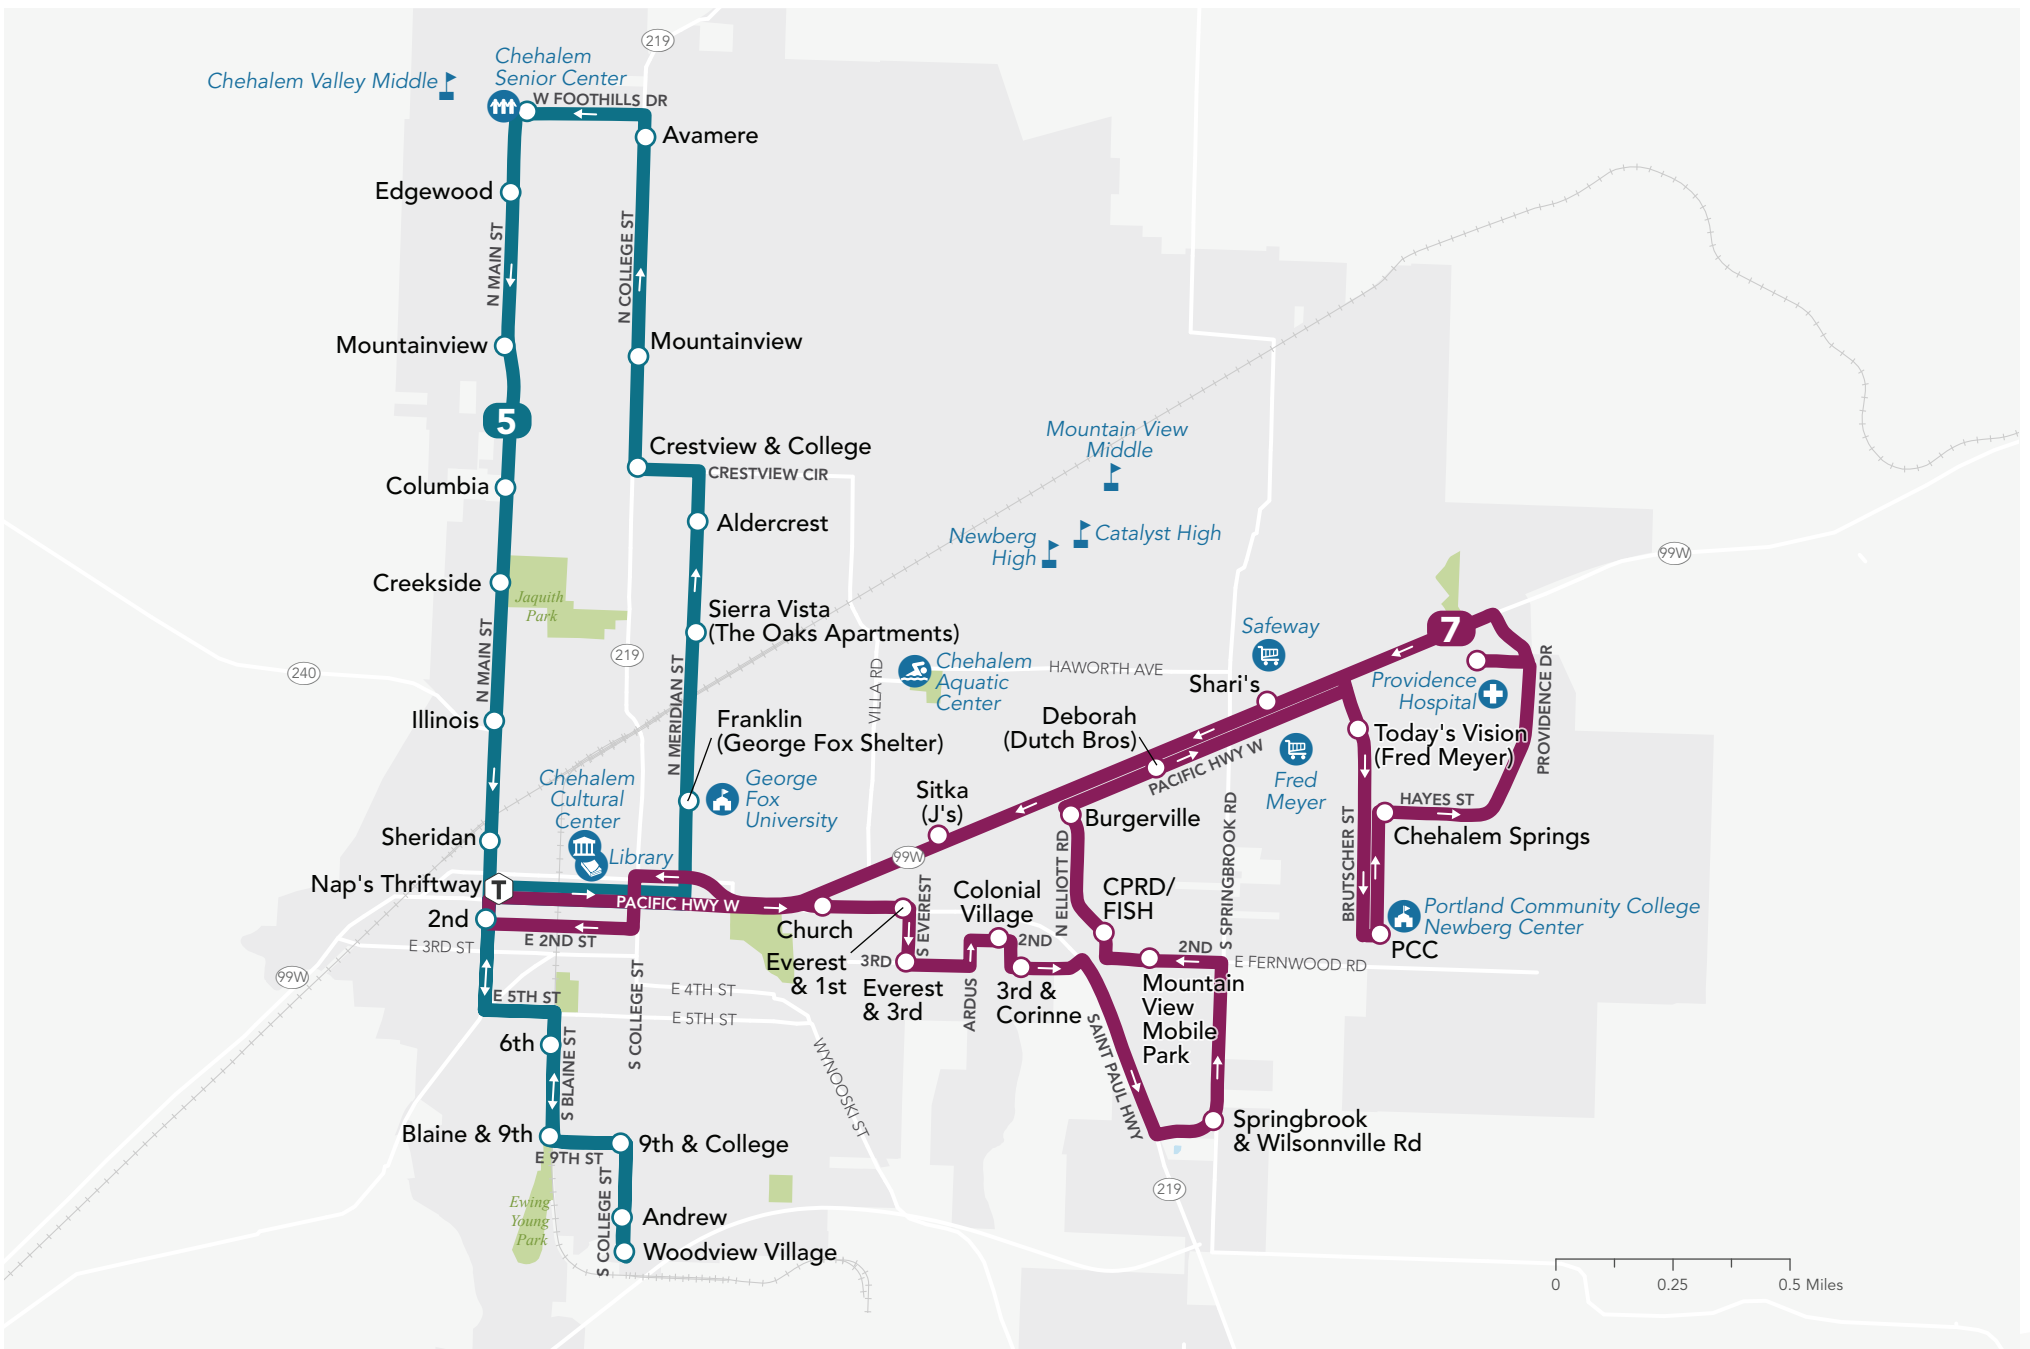 219
Chehalem
Senior Center
Chehalem Valley Middle
W FOOTHILLS DR
Avamere
Edgewood
N MAIN ST
N COLLEGE ST
Mountainview
Mountainview
5
Crestview & College
CRESTVIEW CIR
Columbia
Aldercrest
Mountain View
Middle
Newberg
High
Catalyst High
99W
Creekside
Jaquith
Park
Sierra Vista
(The Oaks Apartments)
N MAIN ST
219
240
N MERIDIAN ST
VILLA RD
Chehalem
Aquatic
Center
HAWORTH AVE
Safeway
7
Shari's
Providence
Hospital
PROVIDENCE DR
Illinois
Franklin
(George Fox Shelter)
Deborah
(Dutch Bros)
PACIFIC HWY W
Today's Vision
(Fred Meyer)
Fred
Meyer
Chehalem
Cultural
Center
George
Fox
University
Sitka
(J's)
Burgerville
HAYES ST
Chehalem Springs
Sheridan
Library
99W
N ELLIOTT RD
S SPRINGBROOK RD
BRUTSCHER ST
Nap's Thriftway
T
PACIFIC HWY W
2nd
E 2ND ST
E 3RD ST
Church
Everest
& 1st
S EVEREST
3RD
Everest
& 3rd
Colonial
Village
2ND
ARDUS
3rd &
Corinne
CPRD/
FISH
2ND
E FERNWOOD RD
Mountain
View
Mobile
Park
Portland Community College
Newberg Center
PCC
99W
E 5TH ST
E 4TH ST
E 5TH ST
S COLLEGE ST
WYNOOSKI ST
SAINT PAUL HWY
6th
S BLAINE ST
Blaine & 9th
9th & College
E 9TH ST
Springbrook
& Wilsonnville Rd
219
Ewing
Young
Park
S COLLEGE ST
Andrew
Woodview Village
0
0.25
0.5 Miles